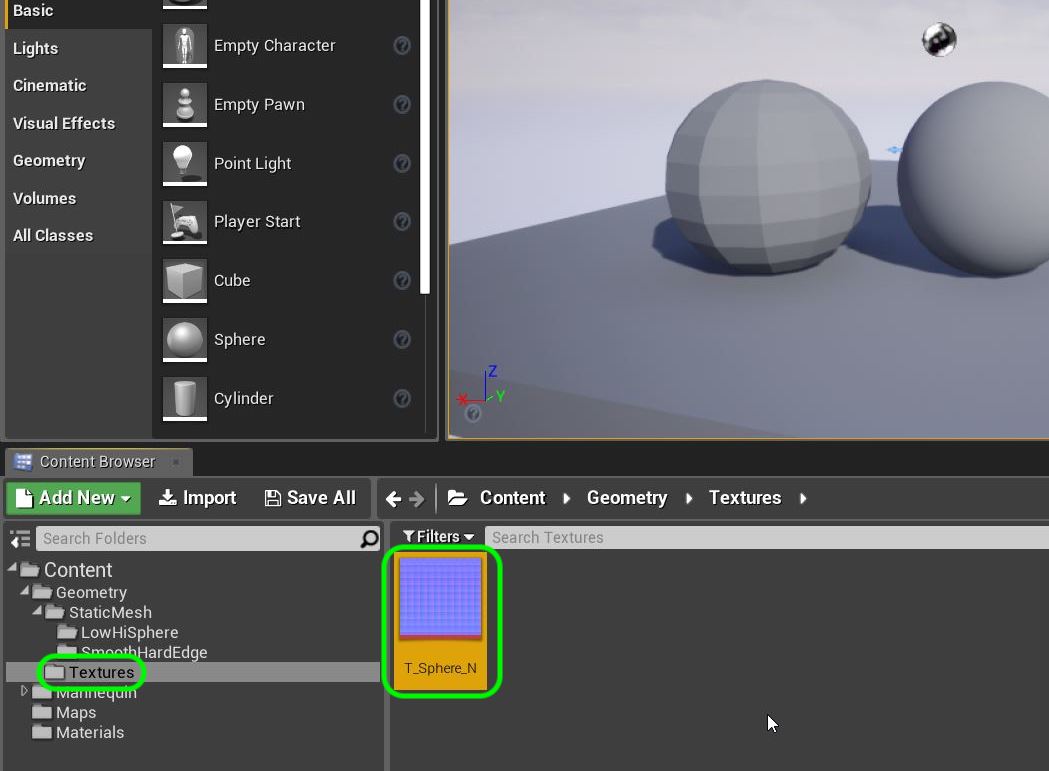 Basic
Lights
Cinematic
Visual Effects
Geometry
Volumes
All Classes
Empty Character
Empty Pawn
Point Light
Player Start
Cube
Sphere
Cylinder
Z
X
Y
Content Browser
Add New
Import
Save All
Content
Geometry
Textures
Search Folders
Filters
Search Textures
Content
Geometry
StaticMesh
LowHiSphere
SmoothHardEdge
Textures
Mannequin
Maps
Materials
T_Sphere_N